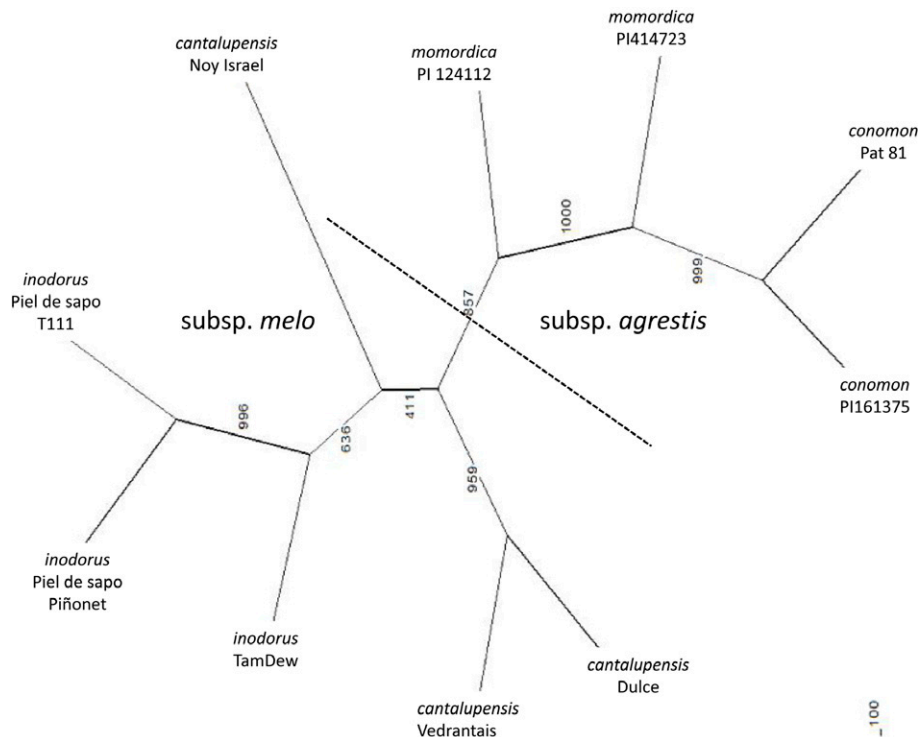 cantalupensis
Noy Israel
momordica
PI 124112
momordica
PI414723
conomon
Pat 81
conomon
PI161375
inodorus
Piel de sapo
T111
subsp. melo
subsp. agrestis
1000
999
857
996
636
411
959
inodorus
Piel de sapo
Piñonet
inodorus
TamDew
cantalupensis
Vedrantais
cantalupensis
Dulce
100